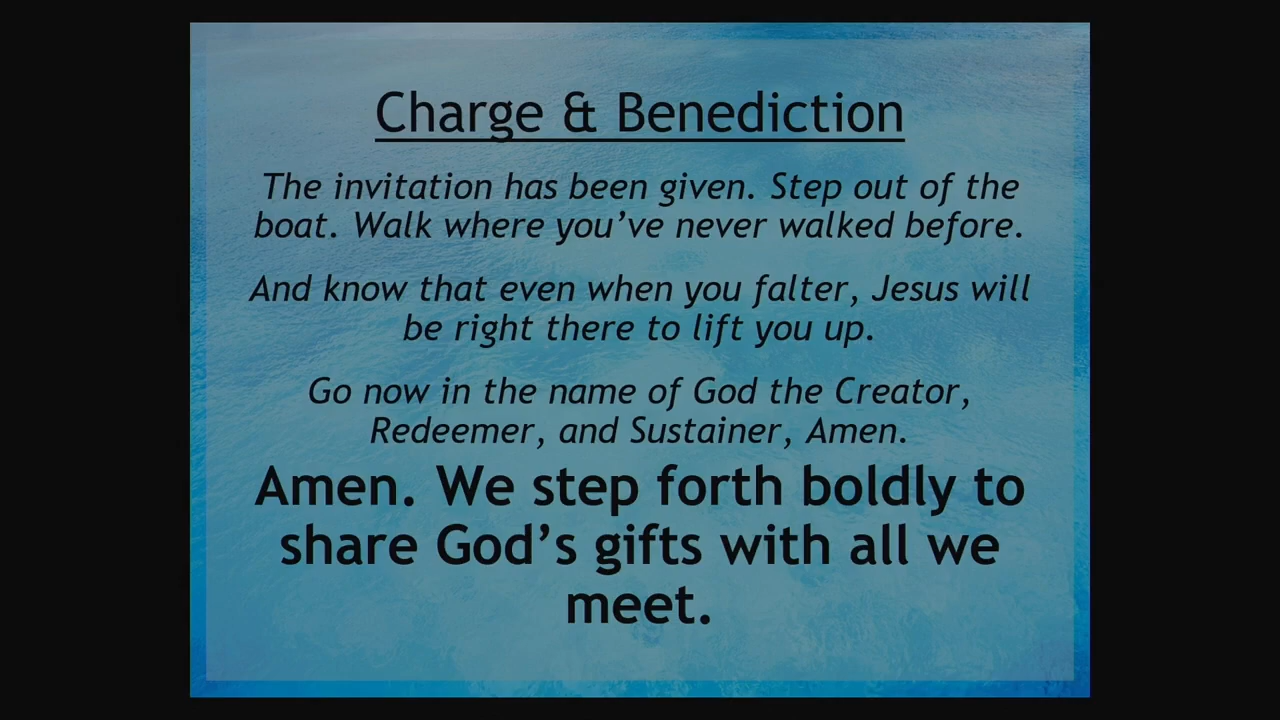 Charge & Benediction
The invitation has been given. Step out of the
boat. Walk where you’ve never walked before.
And know that even when you falter, Jesus will
be right there to lift you up.
Go now in the name of God the Creator,
Redeemer, and Sustainer, Amen.
Amen. We step forth boldly to
share God’s gifts with all we
meet.